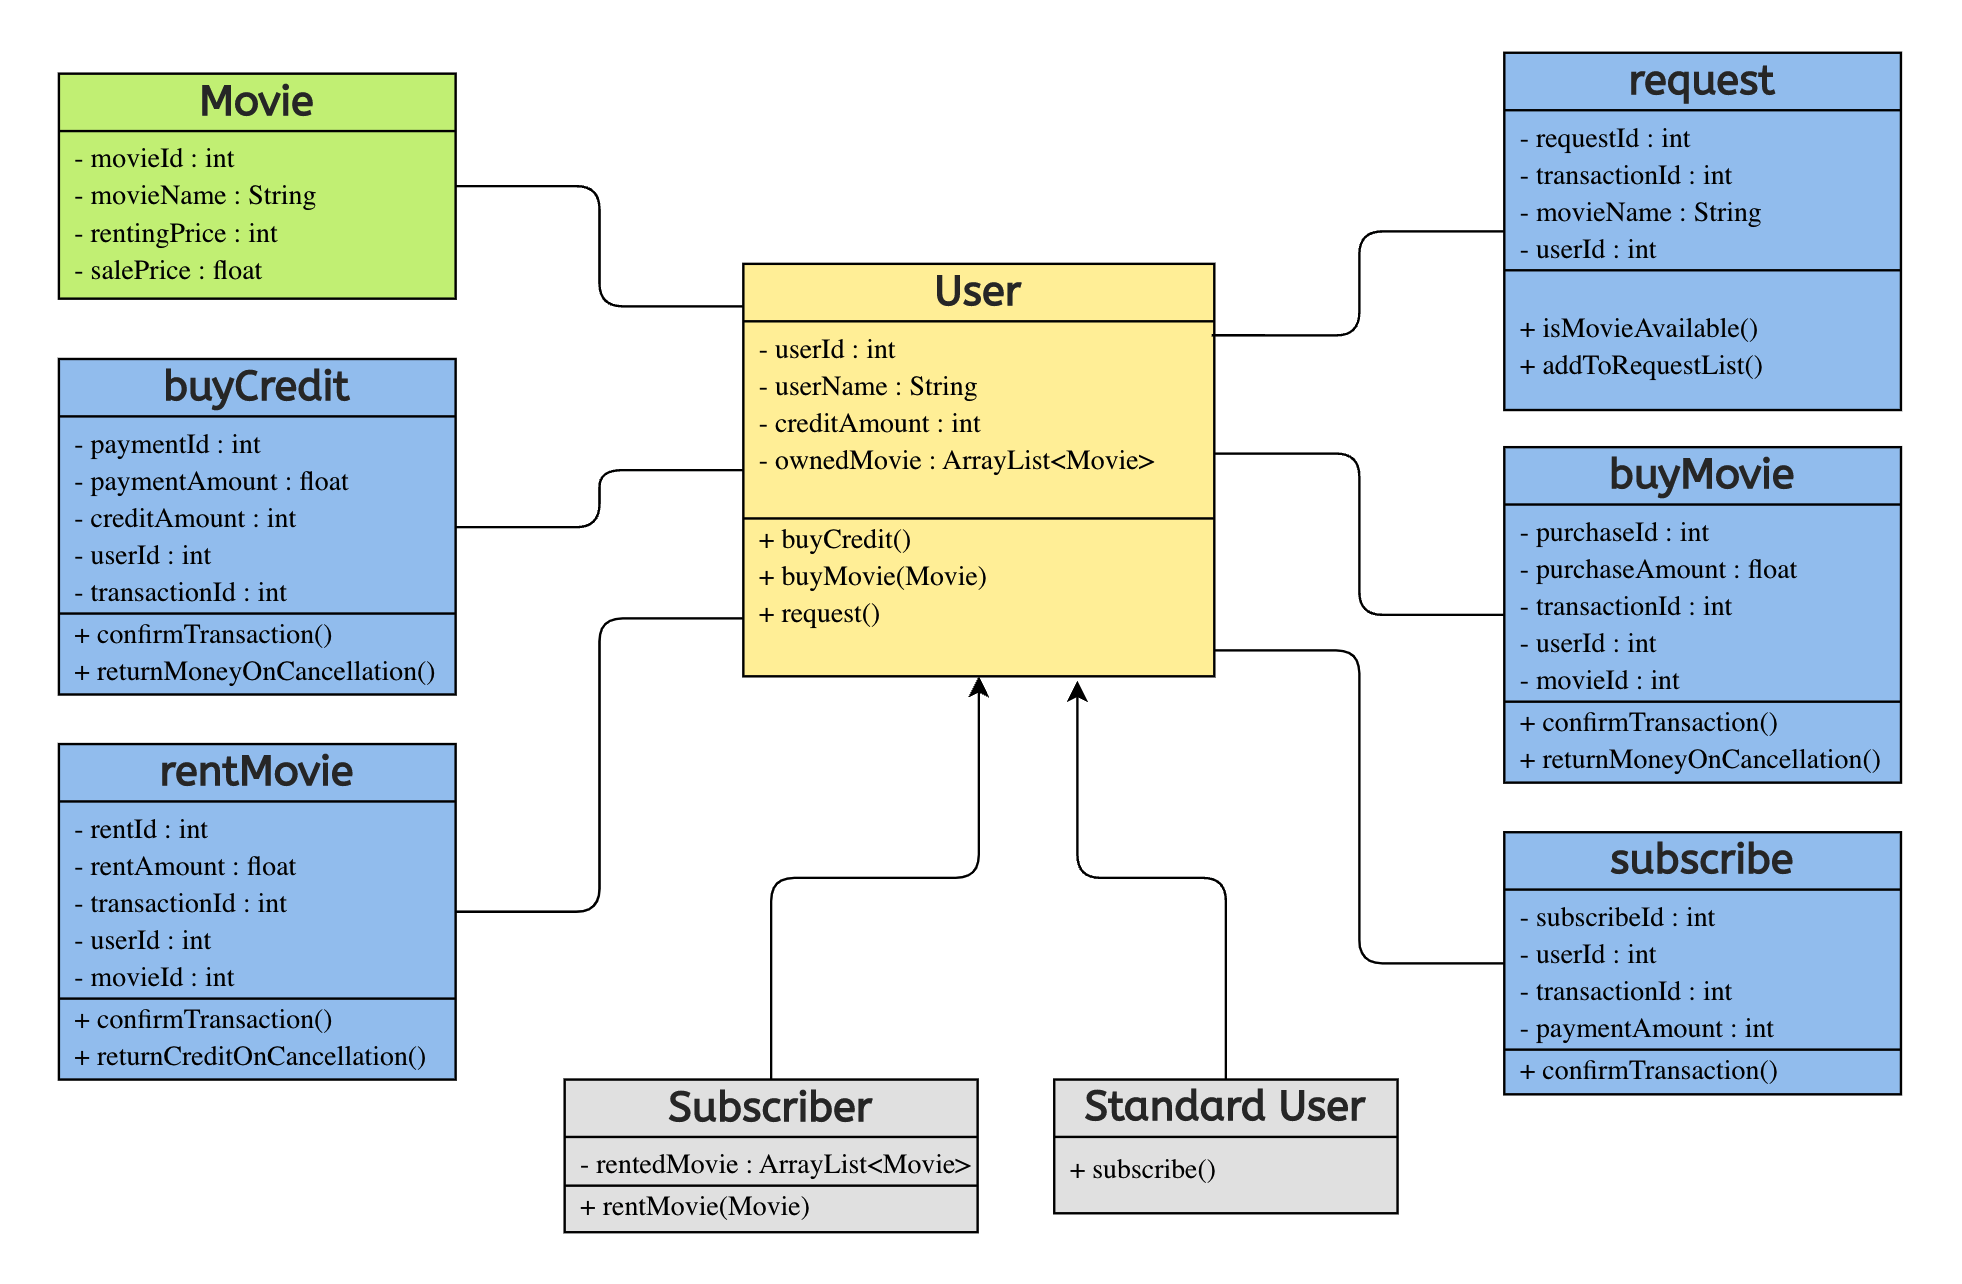 Movie
- movieId : int
- movieName : String
- rentingPrice : int
- salePrice : float
buyCredit
- paymentId : int
- paymentAmount : float
- creditAmount : int
- userId : int
- transactionId : int
+ confirmTransaction()
+ returnMoneyOnCancellation()
rentMovie
- rentId : int
- rentAmount : float
- transactionId : int
- userId : int
- movieId : int
+ confirmTransaction()
+ returnCreditOnCancellation()
User
- userId : int
- userName : String
- creditAmount : int
- ownedMovie : ArrayList<Movie>
+ buyCredit()
+ buyMovie(Movie)
+ request()
Subscriber
- rentedMovie : ArrayList<Movie>
+ rentMovie(Movie)
Standard User
+ subscribe()
request
- requestId : int
- transactionId : int
- movieName : String
- userId : int
+ isMovieAvailable()
+ addToRequestList()
buyMovie
- purchaseId : int
- purchaseAmount : float
- transactionId : int
- userId : int
- movieId : int
+ confirmTransaction()
+ returnMoneyOnCancellation()
subscribe
- subscribeId : int
- userId : int
- transactionId : int
- paymentAmount : int
+ confirmTransaction()